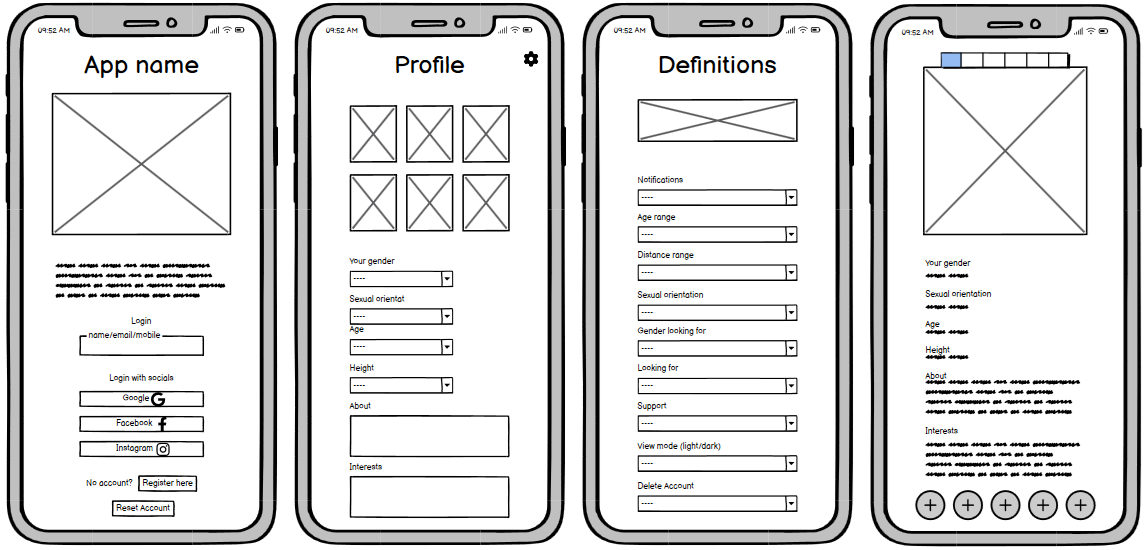 09:52 AM
App name
Login
name/email/mobile
Login with socials
Google
Facebook
Instagram
No account? Register here
Reset Account
09:52 AM
Profile
Your gender
----
Sexual orientat
----
Age
----
Height
----
About
Interests
09:52 AM
Definitions
Notifications
----
Age range
----
Distance range
----
Sexual orientation
----
Gender looking for
----
Looking for
----
Support
----
View mode (light/dark)
----
Delete Account
----
09:52 AM
Your gender
Sexual orientation
Age
Height
About
Interests